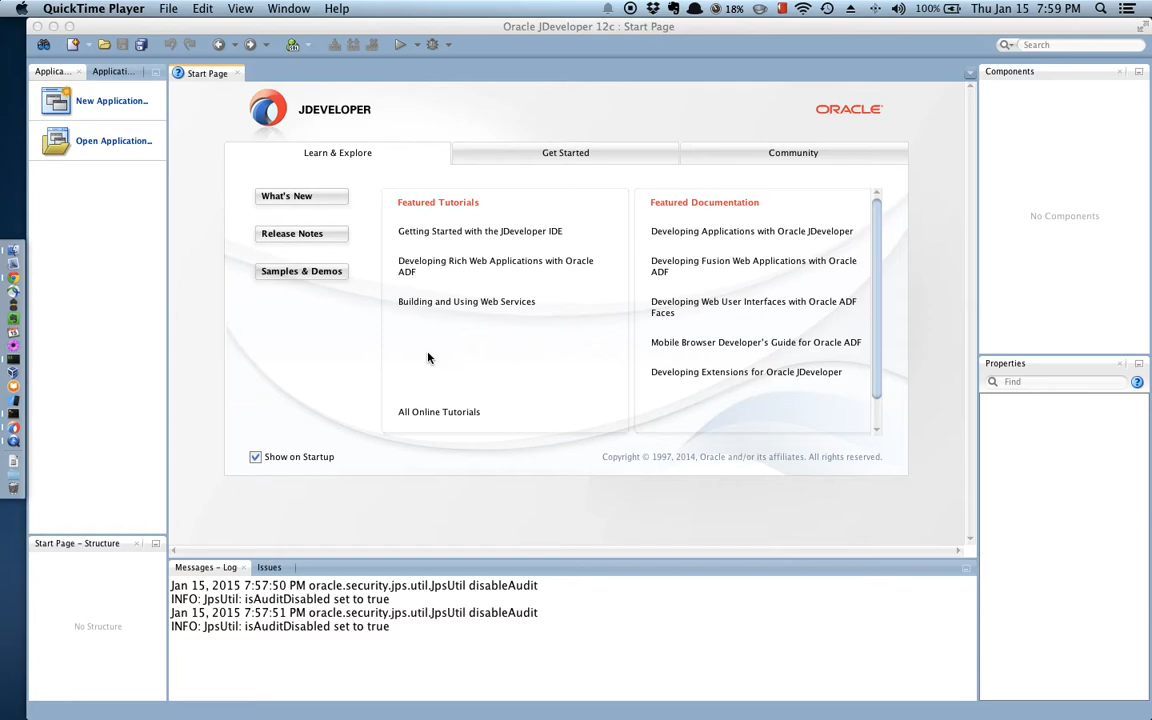 QuickTime Player File Edit View Window Help 18% 100% Thu Jan 15 7:59 PM
Oracle JDeveloper 12c : Start Page
Search
Applica... Applicati... Start Page Components
New Application...
Open Application...
JDEVELOPER ORACLE
Learn & Explore Get Started Community
What's New
Release Notes
Samples & Demos
Featured Tutorials
Getting Started with the JDeveloper IDE
Developing Rich Web Applications with Oracle
ADF
Building and Using Web Services
All Online Tutorials
Featured Documentation
Developing Applications with Oracle JDeveloper
Developing Fusion Web Applications with Oracle
ADF
Developing Web User Interfaces with Oracle ADF
Faces
Mobile Browser Developer's Guide for Oracle ADF
Developing Extensions for Oracle JDeveloper
Show on Startup Copyright © 1997, 2014, Oracle and/or its affiliates. All rights reserved.
No Components
Properties
Find
Start Page - Structure
No Structure
Messages - Log Issues
Jan 15, 2015 7:57:50 PM oracle.security.jps.util.JpsUtil disableAudit
INFO: JpsUtil: isAuditDisabled set to true
Jan 15, 2015 7:57:51 PM oracle.security.jps.util.JpsUtil disableAudit
INFO: JpsUtil: isAuditDisabled set to true